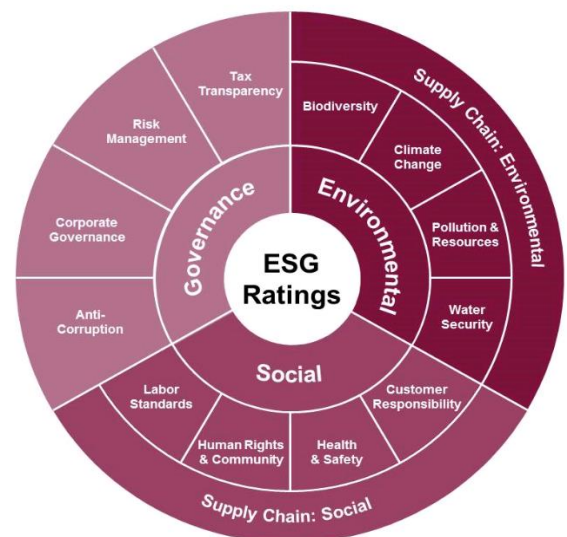 ESG
Ratings
Governance
Environmental
Social
Tax
Transparency
Risk
Management
Corporate
Governance
Anti-
Corruption
Biodiversity
Climate
Change
Pollution &
Resources
Water
Security
Supply Chain: Environmental
Customer
Responsibility
Health
& Safety
Human Rights
& Community
Labor
Standards
Supply Chain: Social